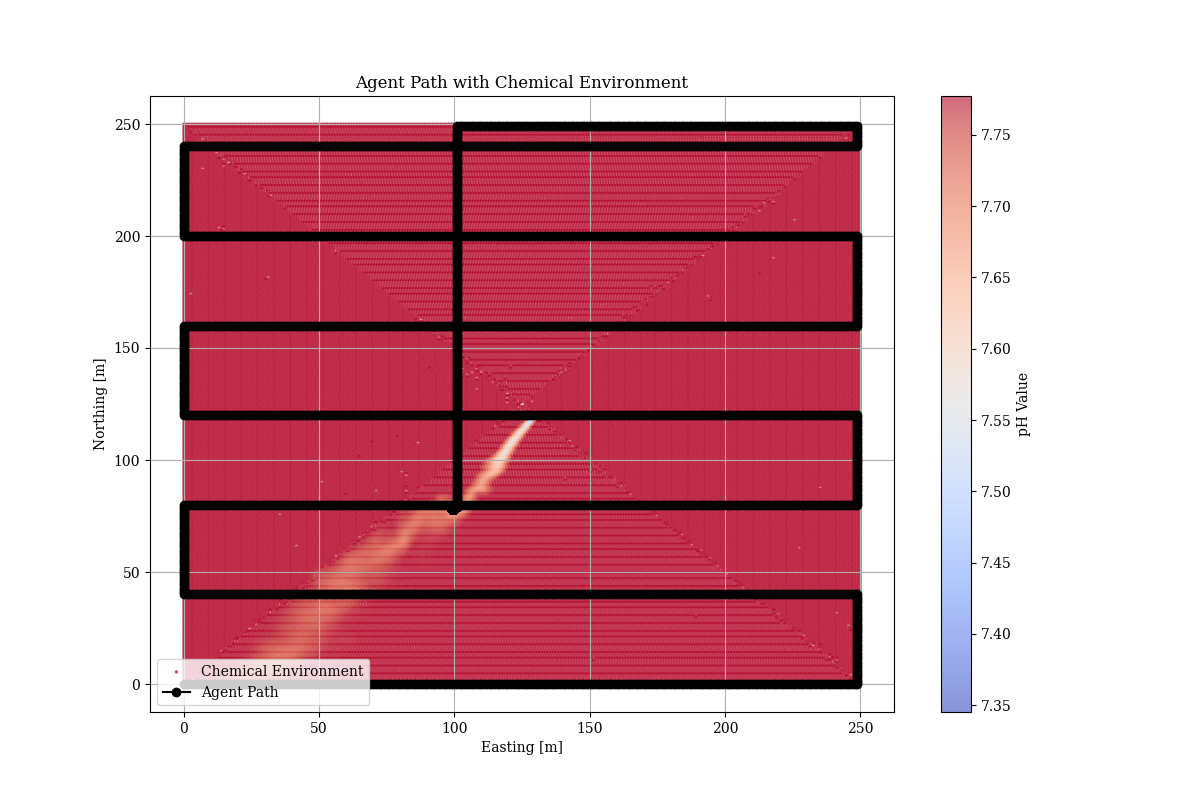 Agent Path with Chemical Environment
250
200
150
100
50
0
Northing [m]
0 50 100 150 200 250
Easting [m]
Chemical Environment
Agent Path
7.75
7.70
7.65
7.60
7.55
7.50
7.45
7.40
7.35
pH Value